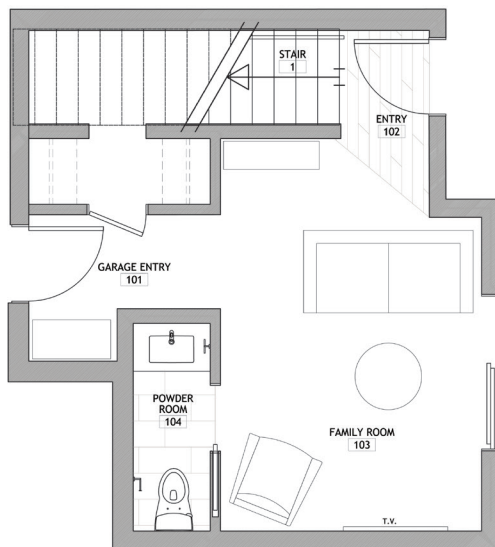 STAIR
1
ENTRY
102
GARAGE ENTRY
101
POWDER
ROOM
104
FAMILY ROOM
103
T.V.